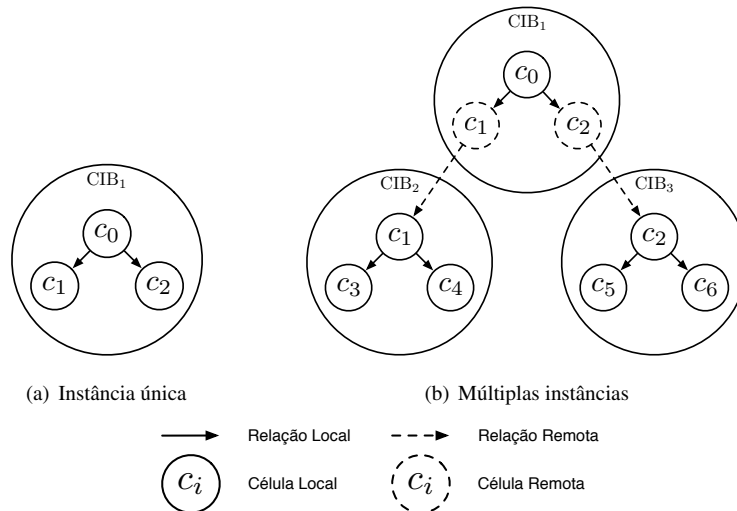 CIB₁
c₀
c₁ c₂
CIB₁
c₀
c₁ c₂
CIB₂ CIB₃
c₁ c₂
c₃ c₄ c₅ c₆
(a) Instância única (b) Múltiplas instâncias
Relação Local Relação Remota
cᵢ Célula Local cᵢ Célula Remota